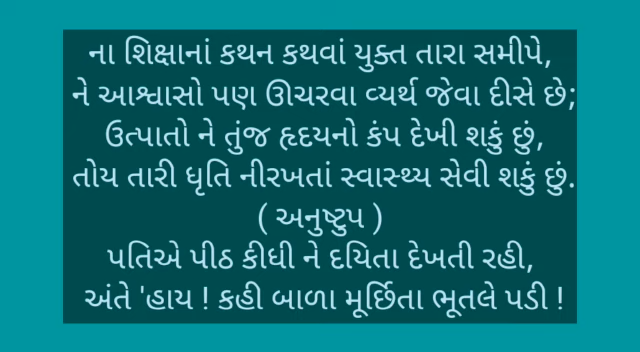 ના શિક્ષાનાં કથન કથવાં યુક્ત તારા સમીપે,
ને આશ્વાસો પણ ઊચરવા વ્યર્થ જેવા દીસે છે;
ઉત્પાતો ને તુંજ હૃદયનો કંપ દેખી શકું છું,
તોય તારી ધૃતિ નીરખતાં સ્વાસ્થ્ય સેવી શકું છું.
( અનુષ્ટુપ )
પતિએ પીઠ કીધી ને દયિતા દેખતી રહી,
અંતે 'હાય ! કહી બાળા મૂર્છિતા ભૂતલે પડી !